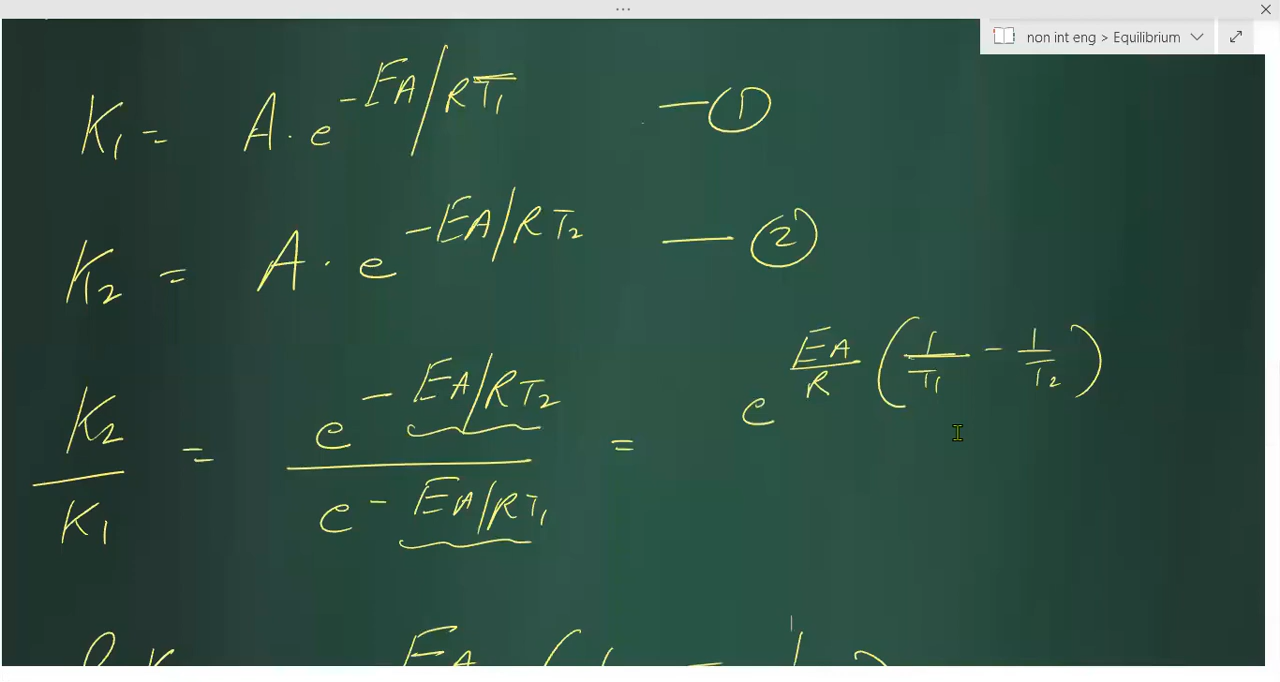 non int eng > Equilibrium
K₁ = A · e^(-EA/RT₁) — ①
K₂ = A · e^(-EA/RT₂) — ②
K₂/K₁ = e^(-EA/RT₂) / e^(-EA/RT₁) = e^(EA/R (1/T₁ - 1/T₂))